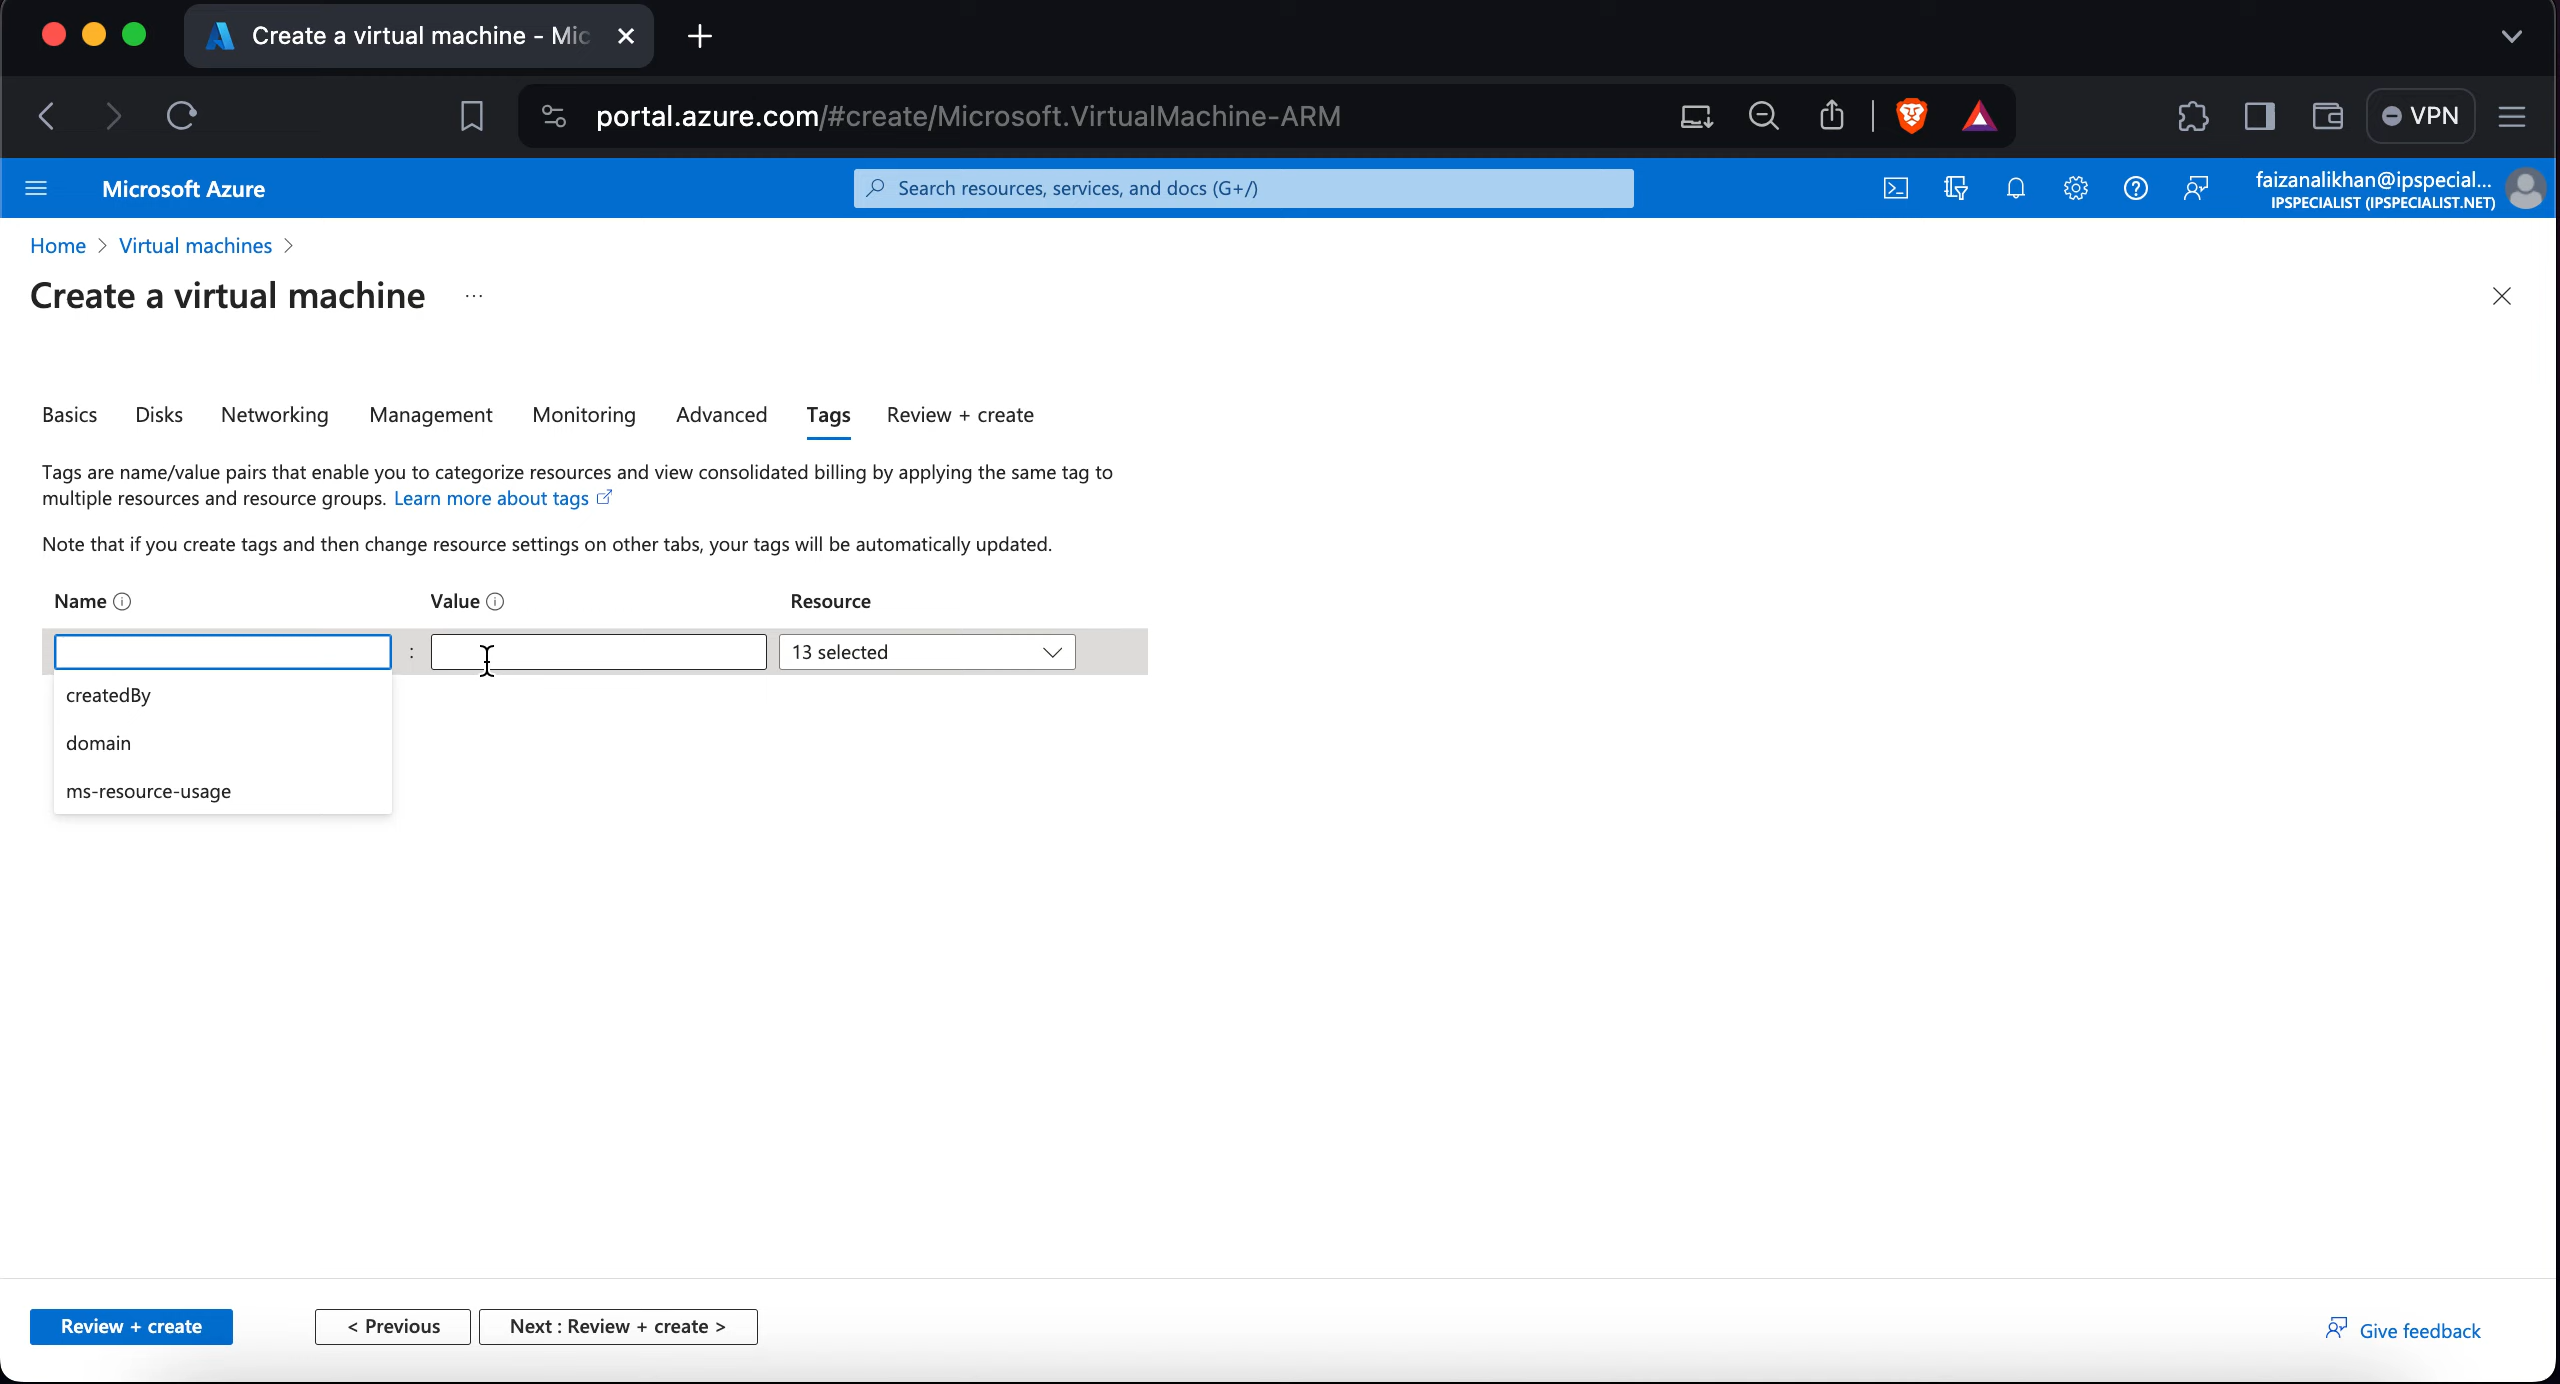 Create a virtual machine - Mic
portal.azure.com/#create/Microsoft.VirtualMachine-ARM
VPN
Microsoft Azure
Search resources, services, and docs (G+/)
faizanalikhan@ipspecial...
IPSPECIALIST (IPSPECIALIST.NET)
Home > Virtual machines >
Create a virtual machine ...
Basics Disks Networking Management Monitoring Advanced Tags Review + create
Tags are name/value pairs that enable you to categorize resources and view consolidated billing by applying the same tag to
multiple resources and resource groups. Learn more about tags
Note that if you create tags and then change resource settings on other tabs, your tags will be automatically updated.
Name Value Resource
: 13 selected
createdBy
domain
ms-resource-usage
Review + create < Previous Next : Review + create > Give feedback